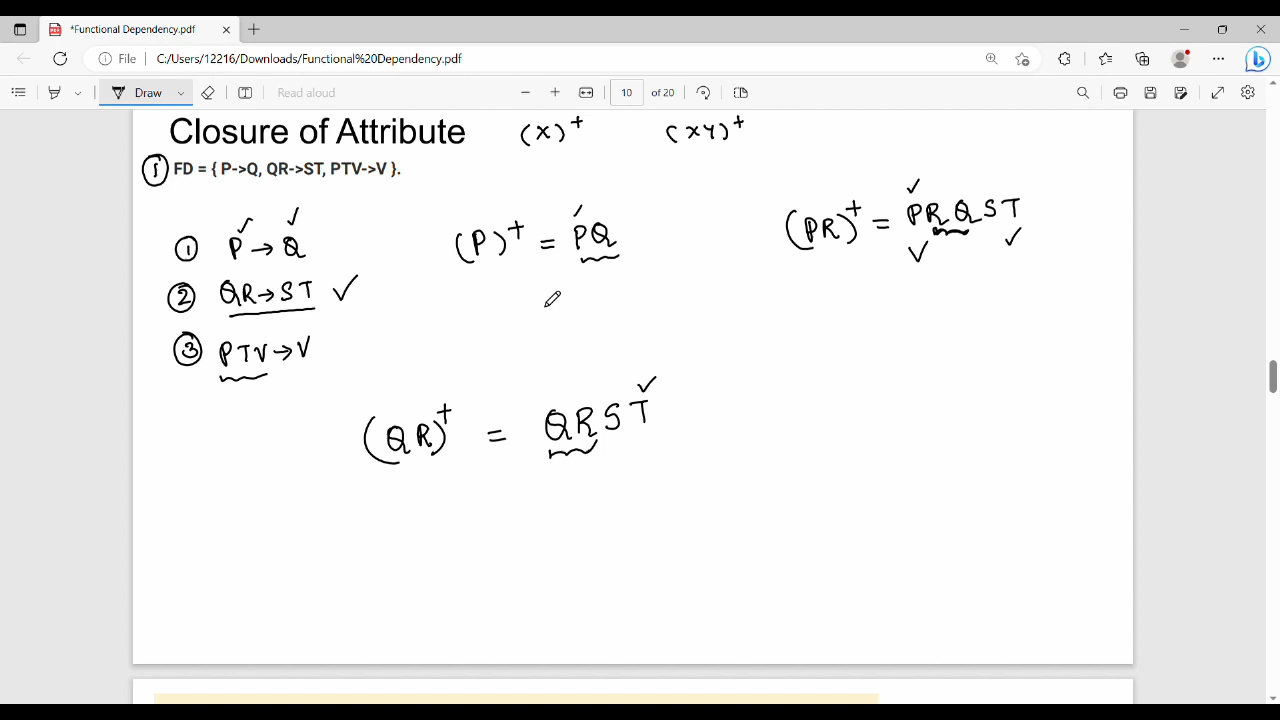 *Functional Dependency.pdf
File C:/Users/12216/Downloads/Functional%20Dependency.pdf
Draw Read aloud 10 of 20
Closure of Attribute (X)⁺ (XY)⁺
① FD = { P->Q, QR->ST, PTV->V }.
① P → Q (P)⁺ = PQ (PR)⁺ = PRQST
② QR → ST
③ PTV → V
(QR)⁺ = QRST